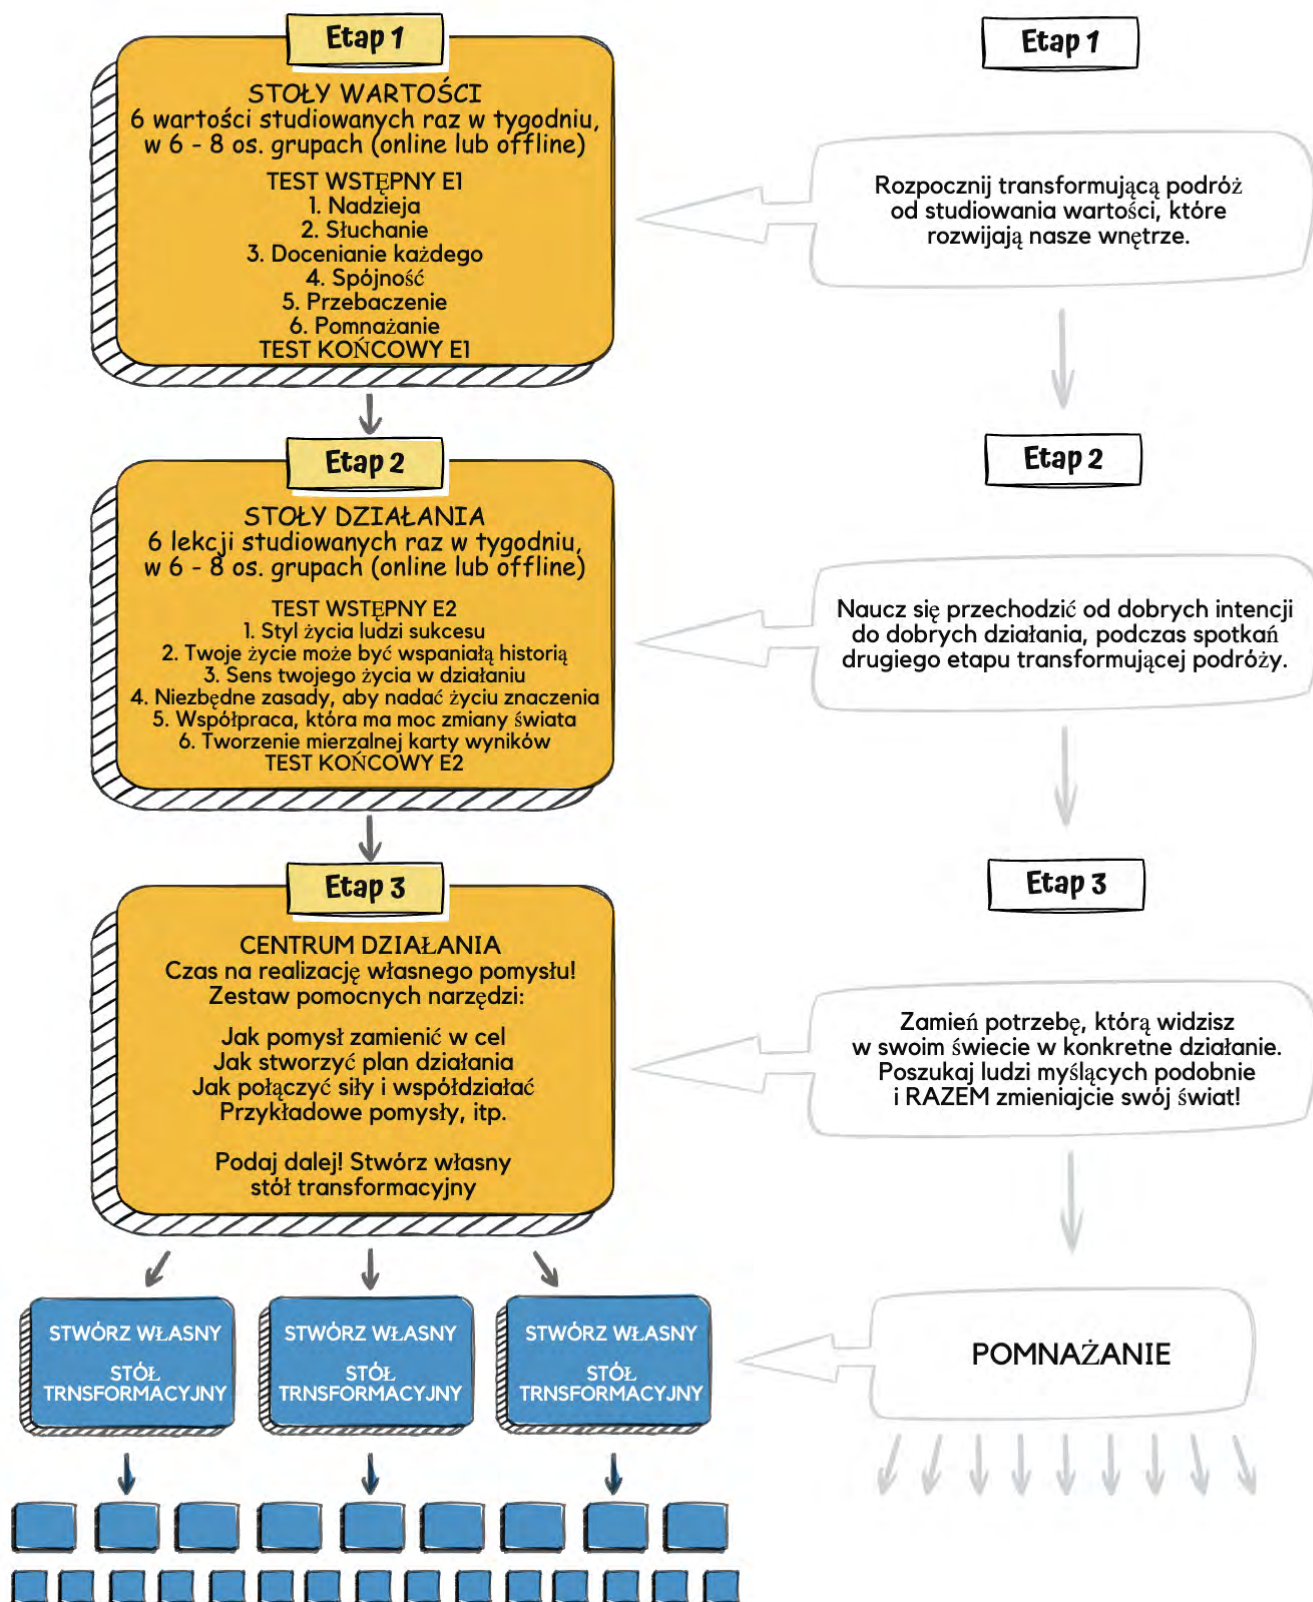 Etap 1
STOŁY WARTOŚCI
6 wartości studiowanych raz w tygodniu,
w 6 - 8 os. grupach (online lub offline)
TEST WSTĘPNY E1
1. Nadzieja
2. Słuchanie
3. Docenianie każdego
4. Spójność
5. Przebaczenie
6. Pomnażanie
TEST KOŃCOWY E1
Etap 1
Rozpocznij transformującą podróż
od studiowania wartości, które
rozwijają nasze wnętrze.
Etap 2
STOŁY DZIAŁANIA
6 lekcji studiowanych raz w tygodniu,
w 6 - 8 os. grupach (online lub offline)
TEST WSTĘPNY E2
1. Styl życia ludzi sukcesu
2. Twoje życie może być wspaniałą historią
3. Sens twojego życia w działaniu
4. Niezbędne zasady, aby nadać życiu znaczenia
5. Współpraca, która ma moc zmiany świata
6. Tworzenie mierzalnej karty wyników
TEST KOŃCOWY E2
Etap 2
Naucz się przechodzić od dobrych intencji
do dobrych działania, podczas spotkań
drugiego etapu transformującej podróży.
Etap 3
CENTRUM DZIAŁANIA
Czas na realizację własnego pomysłu!
Zestaw pomocnych narzędzi:
Jak pomysł zamienić w cel
Jak stworzyć plan działania
Jak połączyć siły i współdziałać
Przykładowe pomysły, itp.
Podaj dalej! Stwórz własny
stół transformacyjny
Etap 3
Zamień potrzebę, którą widzisz
w swoim świecie w konkretne działanie.
Poszukaj ludzi myślących podobnie
i RAZEM zmieniajcie swój świat!
STWÓRZ WŁASNY
STÓŁ
TRNSFORMACYJNY
STWÓRZ WŁASNY
STÓŁ
TRNSFORMACYJNY
STWÓRZ WŁASNY
STÓŁ
TRNSFORMACYJNY
POMNAŻANIE